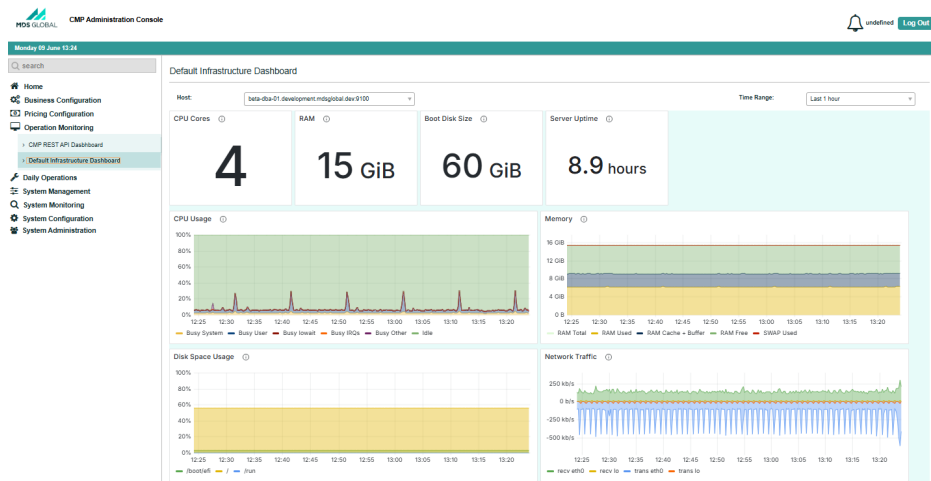 MDS GLOBAL
CMP Administration Console
undefined
Log Out
Monday 09 June 13:24
search
Home
Business Configuration
Pricing Configuration
Operation Monitoring
› CMP REST API Dashboard
› Default Infrastructure Dashboard
Daily Operations
System Management
System Monitoring
System Configuration
System Administration
Default Infrastructure Dashboard
Host:
beta-dba-01.development.mdsglobal.dev:9100
Time Range:
Last 1 hour
CPU Cores
4
RAM
15 GiB
Boot Disk Size
60 GiB
Server Uptime
8.9 hours
CPU Usage
100%
80%
60%
40%
20%
0%
12:25 12:30 12:35 12:40 12:45 12:50 12:55 13:00 13:05 13:10 13:15 13:20
Busy System Busy User Busy Iowait Busy IRQs Busy Other Idle
Memory
16 GiB
12 GiB
8 GiB
4 GiB
0 B
12:25 12:30 12:35 12:40 12:45 12:50 12:55 13:00 13:05 13:10 13:15 13:20
RAM Total RAM Used RAM Cache + Buffer RAM Free SWAP Used
Disk Space Usage
100%
80%
60%
40%
20%
0%
12:25 12:30 12:35 12:40 12:45 12:50 12:55 13:00 13:05 13:10 13:15 13:20
/boot/efi / /run
Network Traffic
250 kb/s
0 b/s
-250 kb/s
-500 kb/s
12:25 12:30 12:35 12:40 12:45 12:50 12:55 13:00 13:05 13:10 13:15 13:20
recv eth0 recv lo trans eth0 trans lo